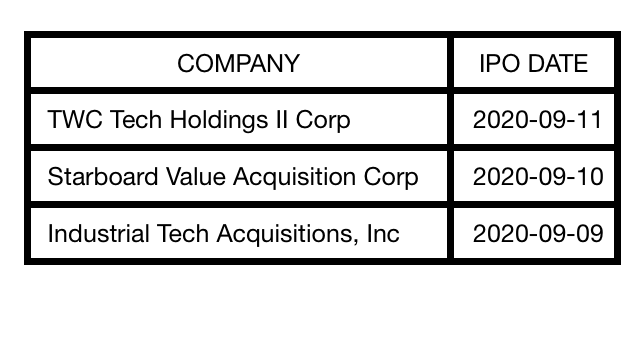 COMPANY IPO DATE
TWC Tech Holdings II Corp 2020-09-11
Starboard Value Acquisition Corp 2020-09-10
Industrial Tech Acquisitions, Inc 2020-09-09